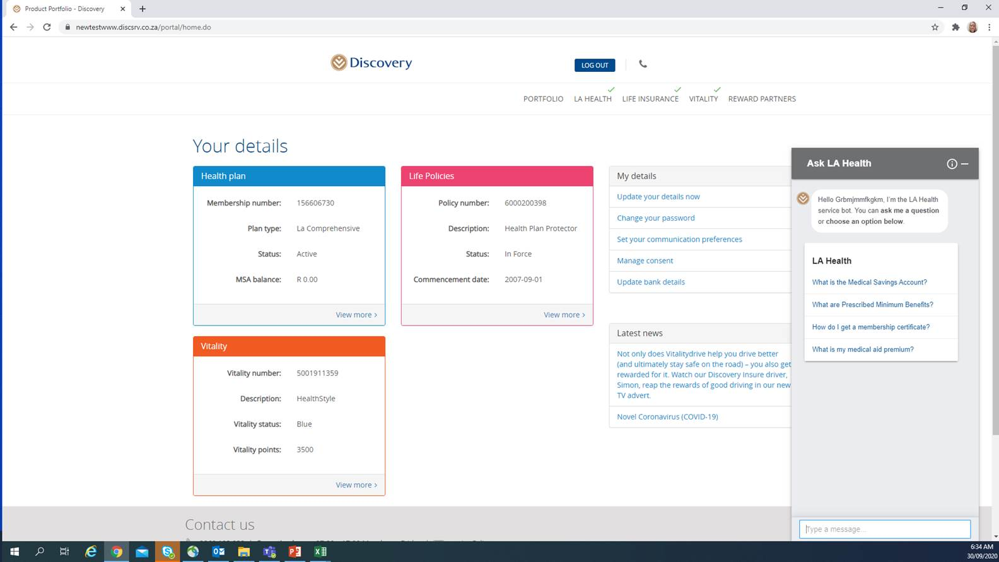 Product Portfolio - Discovery
newtestwww.discsrv.co.za/portal/home.do
Discovery
LOG OUT
PORTFOLIO LA HEALTH LIFE INSURANCE VITALITY REWARD PARTNERS
Your details
Health plan
Membership number: 156606730
Plan type: La Comprehensive
Status: Active
MSA balance: R 0.00
View more >
Life Policies
Policy number: 6000200398
Description: Health Plan Protector
Status: In Force
Commencement date: 2007-09-01
View more >
My details
Update your details now
Change your password
Set your communication preferences
Manage consent
Update bank details
Vitality
Vitality number: 5001911359
Description: HealthStyle
Vitality status: Blue
Vitality points: 3500
View more >
Latest news
Not only does Vitalitydrive help you drive better
(and ultimately stay safe on the road) – you also get
rewarded for it. Watch our Discovery Insure driver,
Simon, reap the rewards of good driving in our new
TV advert.
Novel Coronavirus (COVID-19)
Ask LA Health
Hello Grbmjmmfkgkm, I'm the LA Health
service bot. You can ask me a question
or choose an option below.
LA Health
What is the Medical Savings Account?
What are Prescribed Minimum Benefits?
How do I get a membership certificate?
What is my medical aid premium?
Type a message...
Contact us
6:34 AM
30/09/2020